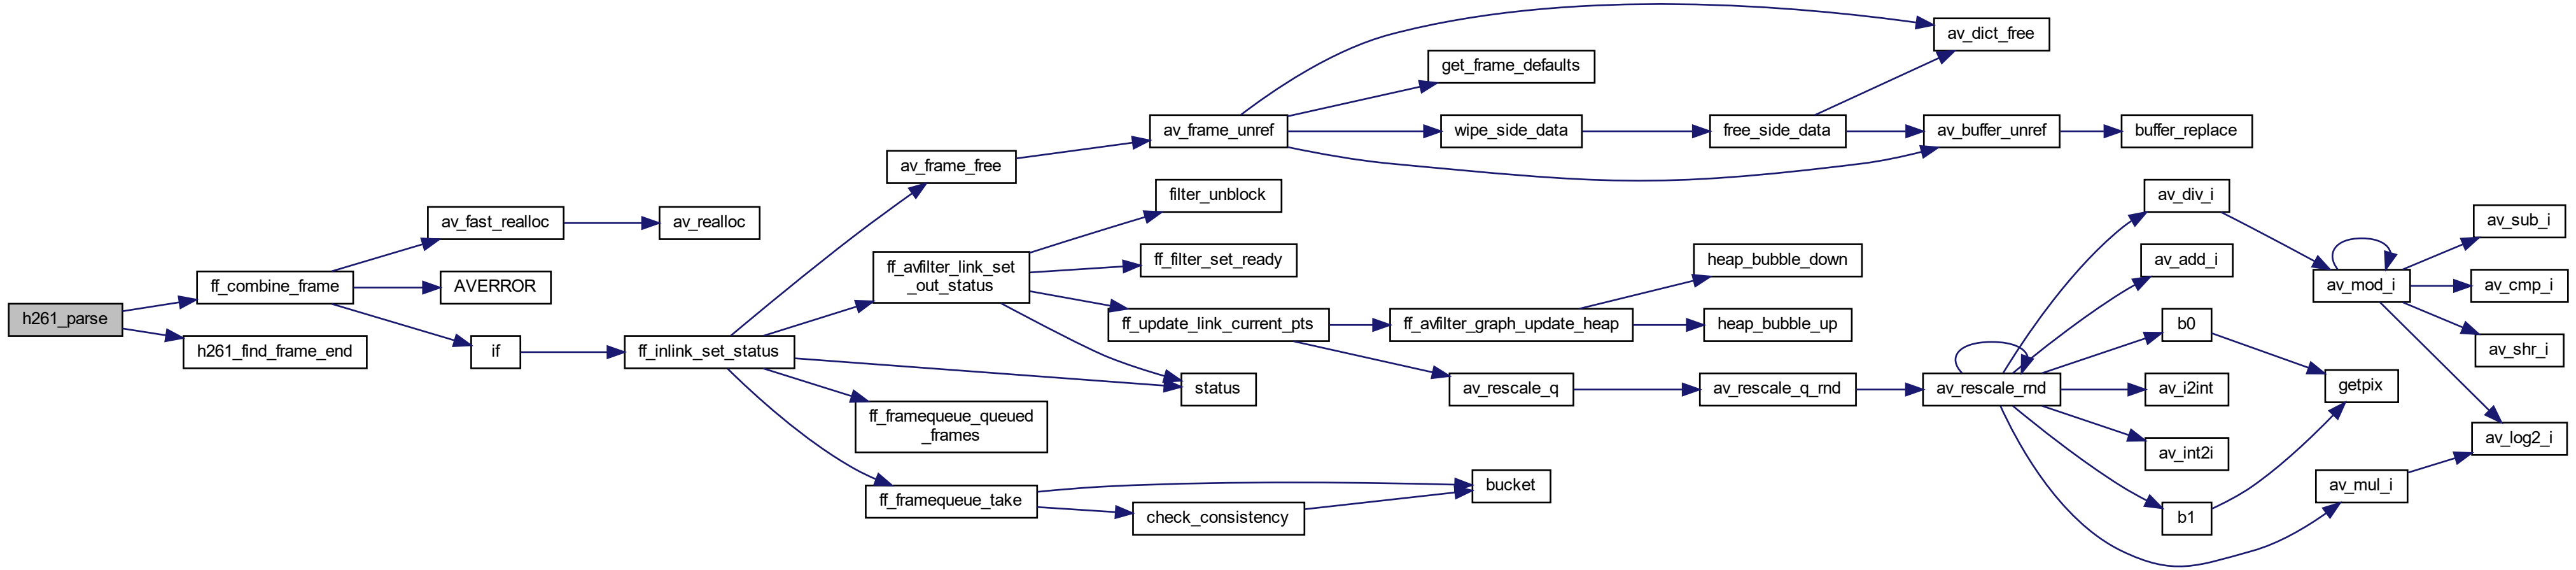 h261_parse
ff_combine_frame
h261_find_frame_end
av_fast_realloc
AVERROR
if
av_realloc
ff_inlink_set_status
av_frame_free
ff_avfilter_link_set
_out_status
ff_framequeue_queued
_frames
ff_framequeue_take
av_frame_unref
filter_unblock
ff_filter_set_ready
ff_update_link_current_pts
status
check_consistency
bucket
get_frame_defaults
wipe_side_data
ff_avfilter_graph_update_heap
av_rescale_q
free_side_data
heap_bubble_down
heap_bubble_up
av_rescale_q_rnd
av_dict_free
av_buffer_unref
av_rescale_rnd
buffer_replace
av_div_i
av_add_i
b0
av_i2int
av_int2i
b1
av_mod_i
getpix
av_mul_i
av_sub_i
av_cmp_i
av_shr_i
av_log2_i